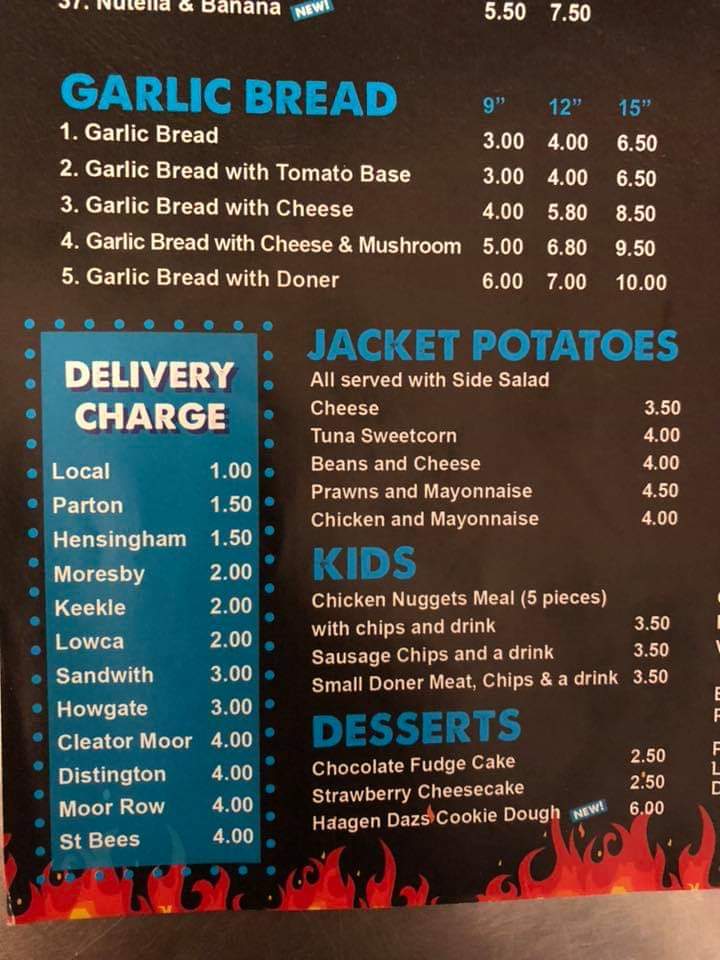 37. Nutella & Banana NEW! 5.50 7.50
GARLIC BREAD 9” 12” 15”
1. Garlic Bread 3.00 4.00 6.50
2. Garlic Bread with Tomato Base 3.00 4.00 6.50
3. Garlic Bread with Cheese 4.00 5.80 8.50
4. Garlic Bread with Cheese & Mushroom 5.00 6.80 9.50
5. Garlic Bread with Doner 6.00 7.00 10.00
DELIVERY
CHARGE
Local 1.00
Parton 1.50
Hensingham 1.50
Moresby 2.00
Keekle 2.00
Lowca 2.00
Sandwith 3.00
Howgate 3.00
Cleator Moor 4.00
Distington 4.00
Moor Row 4.00
St Bees 4.00
JACKET POTATOES
All served with Side Salad
Cheese 3.50
Tuna Sweetcorn 4.00
Beans and Cheese 4.00
Prawns and Mayonnaise 4.50
Chicken and Mayonnaise 4.00
KIDS
Chicken Nuggets Meal (5 pieces)
with chips and drink 3.50
Sausage Chips and a drink 3.50
Small Doner Meat, Chips & a drink 3.50
DESSERTS
Chocolate Fudge Cake 2.50
Strawberry Cheesecake 2.50
Haagen Dazs Cookie Dough NEW! 6.00